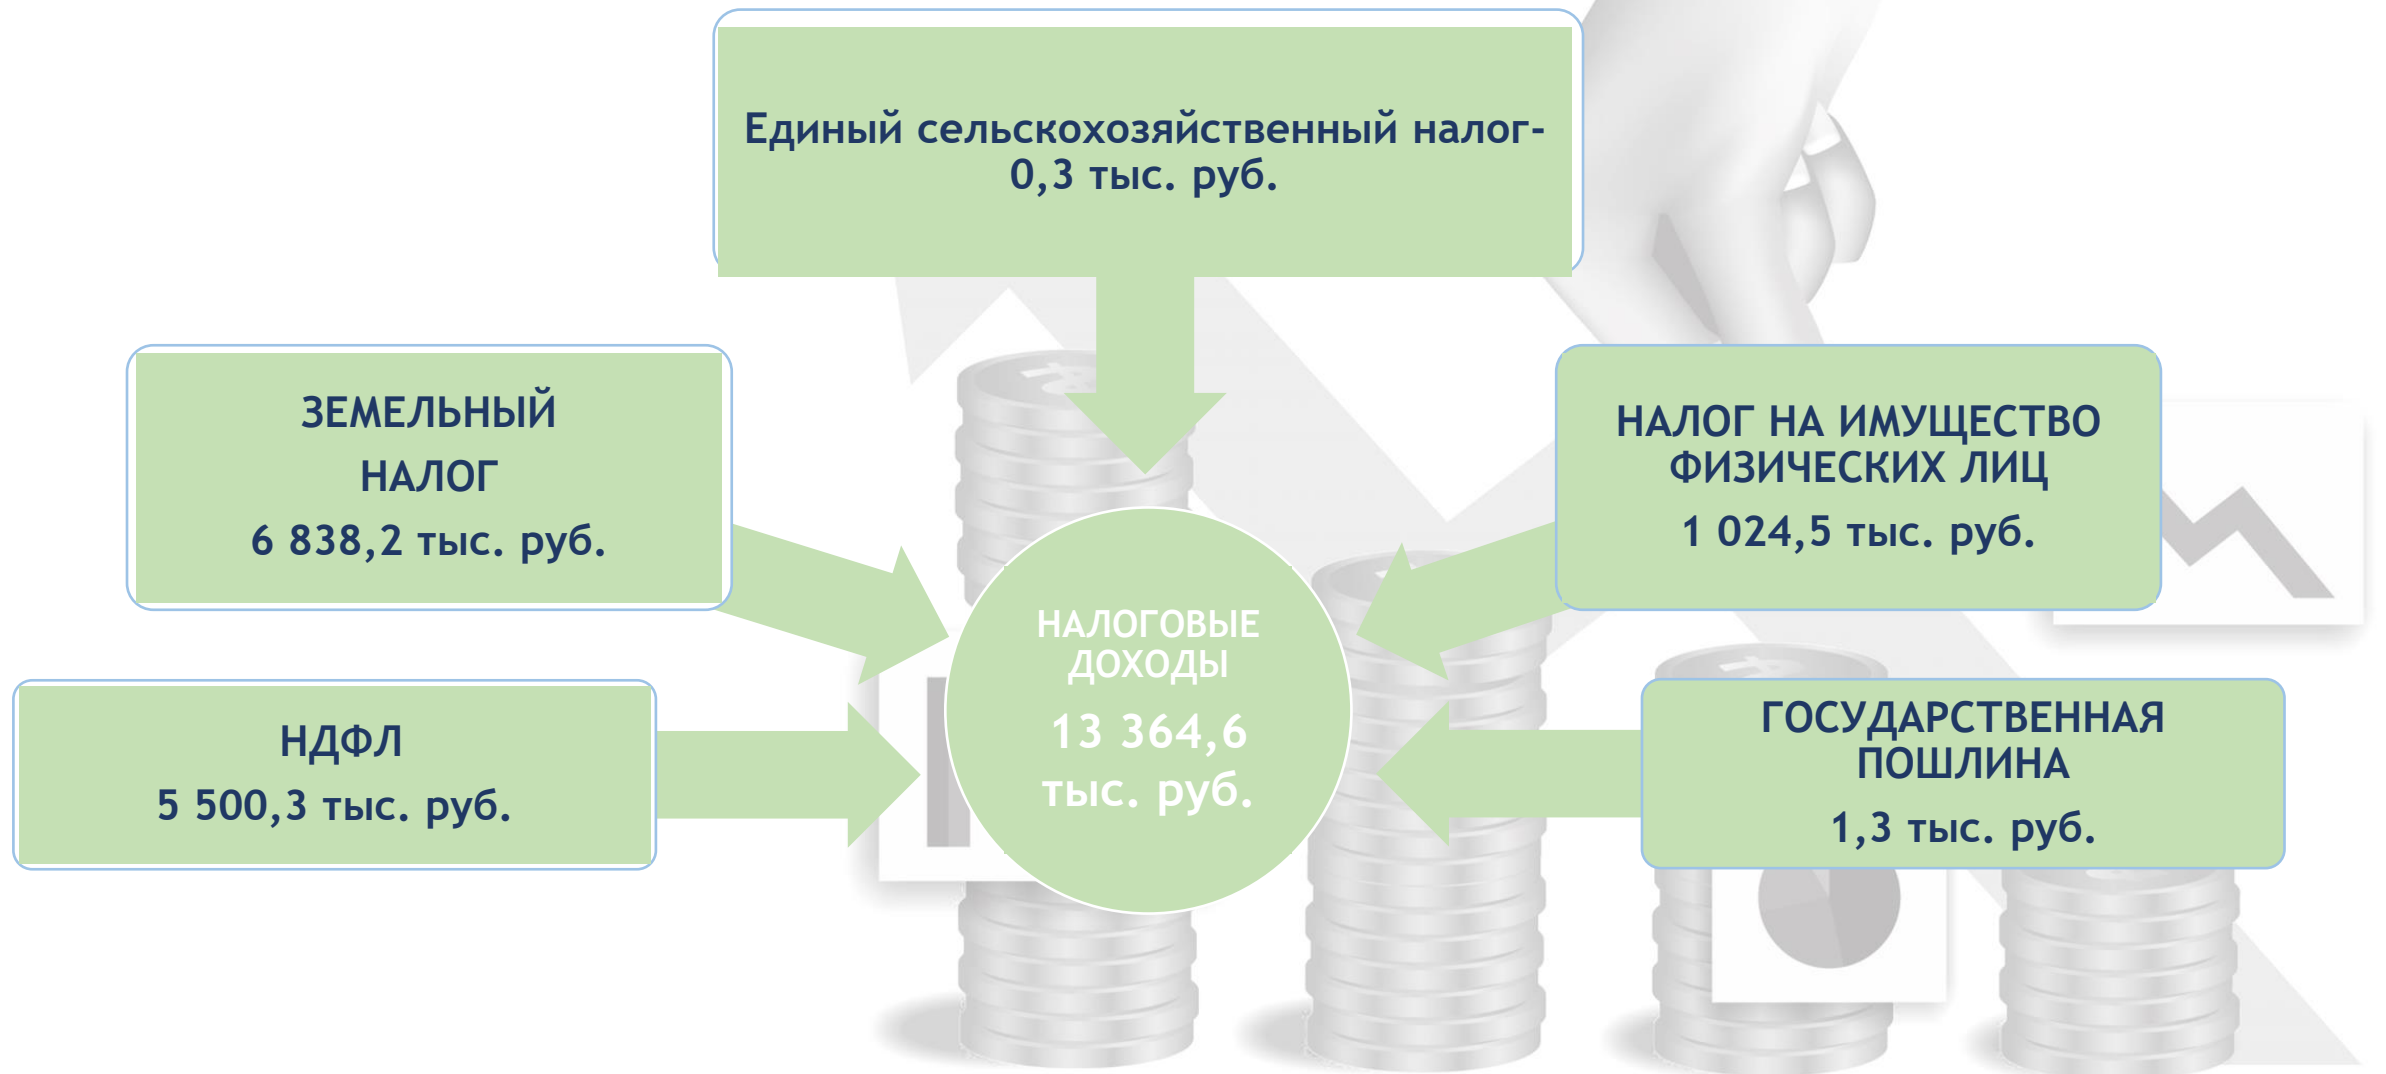 Единый сельскохозяйственный налог-
0,3 тыс. руб.
ЗЕМЕЛЬНЫЙ
НАЛОГ
6 838,2 тыс. руб.
НАЛОГ НА ИМУЩЕСТВО
ФИЗИЧЕСКИХ ЛИЦ
1 024,5 тыс. руб.
НАЛОГОВЫЕ
ДОХОДЫ
13 364,6
тыс. руб.
НДФЛ
5 500,3 тыс. руб.
ГОСУДАРСТВЕННАЯ
ПОШЛИНА
1,3 тыс. руб.